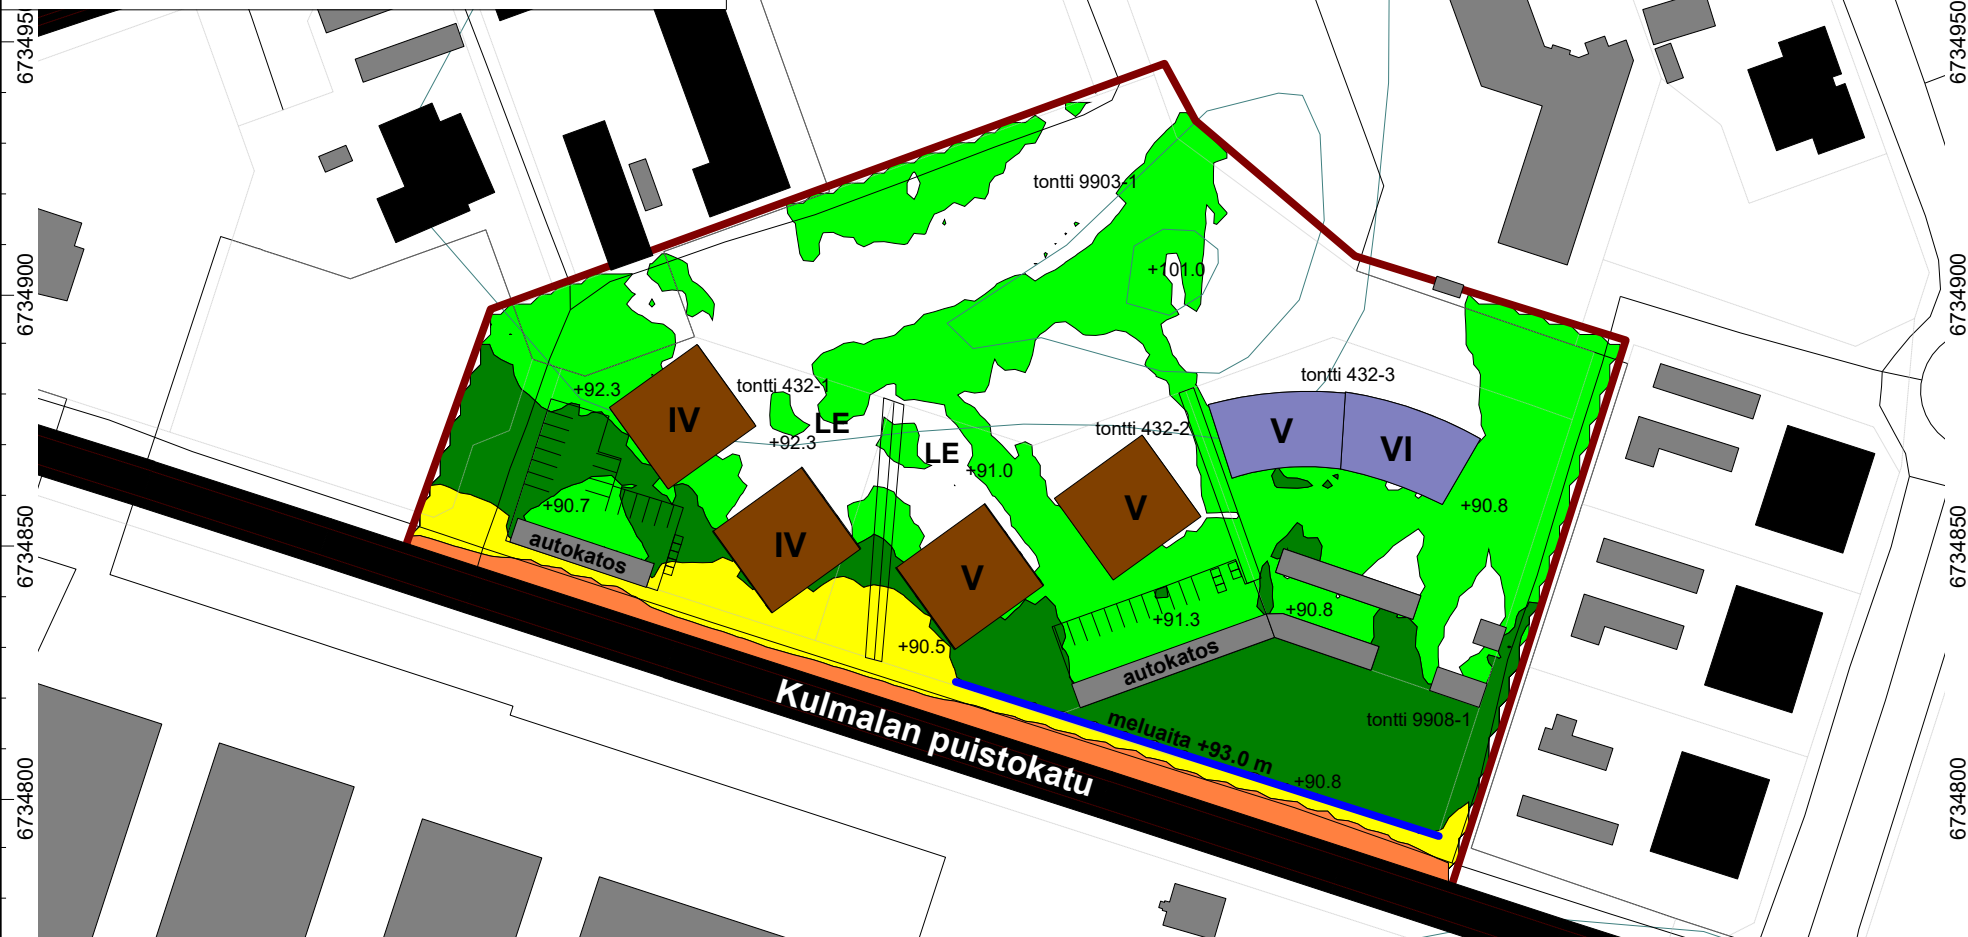 6734950
6734950
tontti 9903-1
+101.0
6734900
6734900
tontti 432-3
+92.3
tontti 432-1
IV
LE
tontti 432-2
V
VI
+92.3
LE
+91.0
+90.7
+90.8
V
6734850
6734850
autokatos
IV
V
+90.8
+91.3
+90.5
autokatos
Kulmalan puistokatu
meluaita +93.0 m
tontti 9908-1
+90.8
6734800
6734800